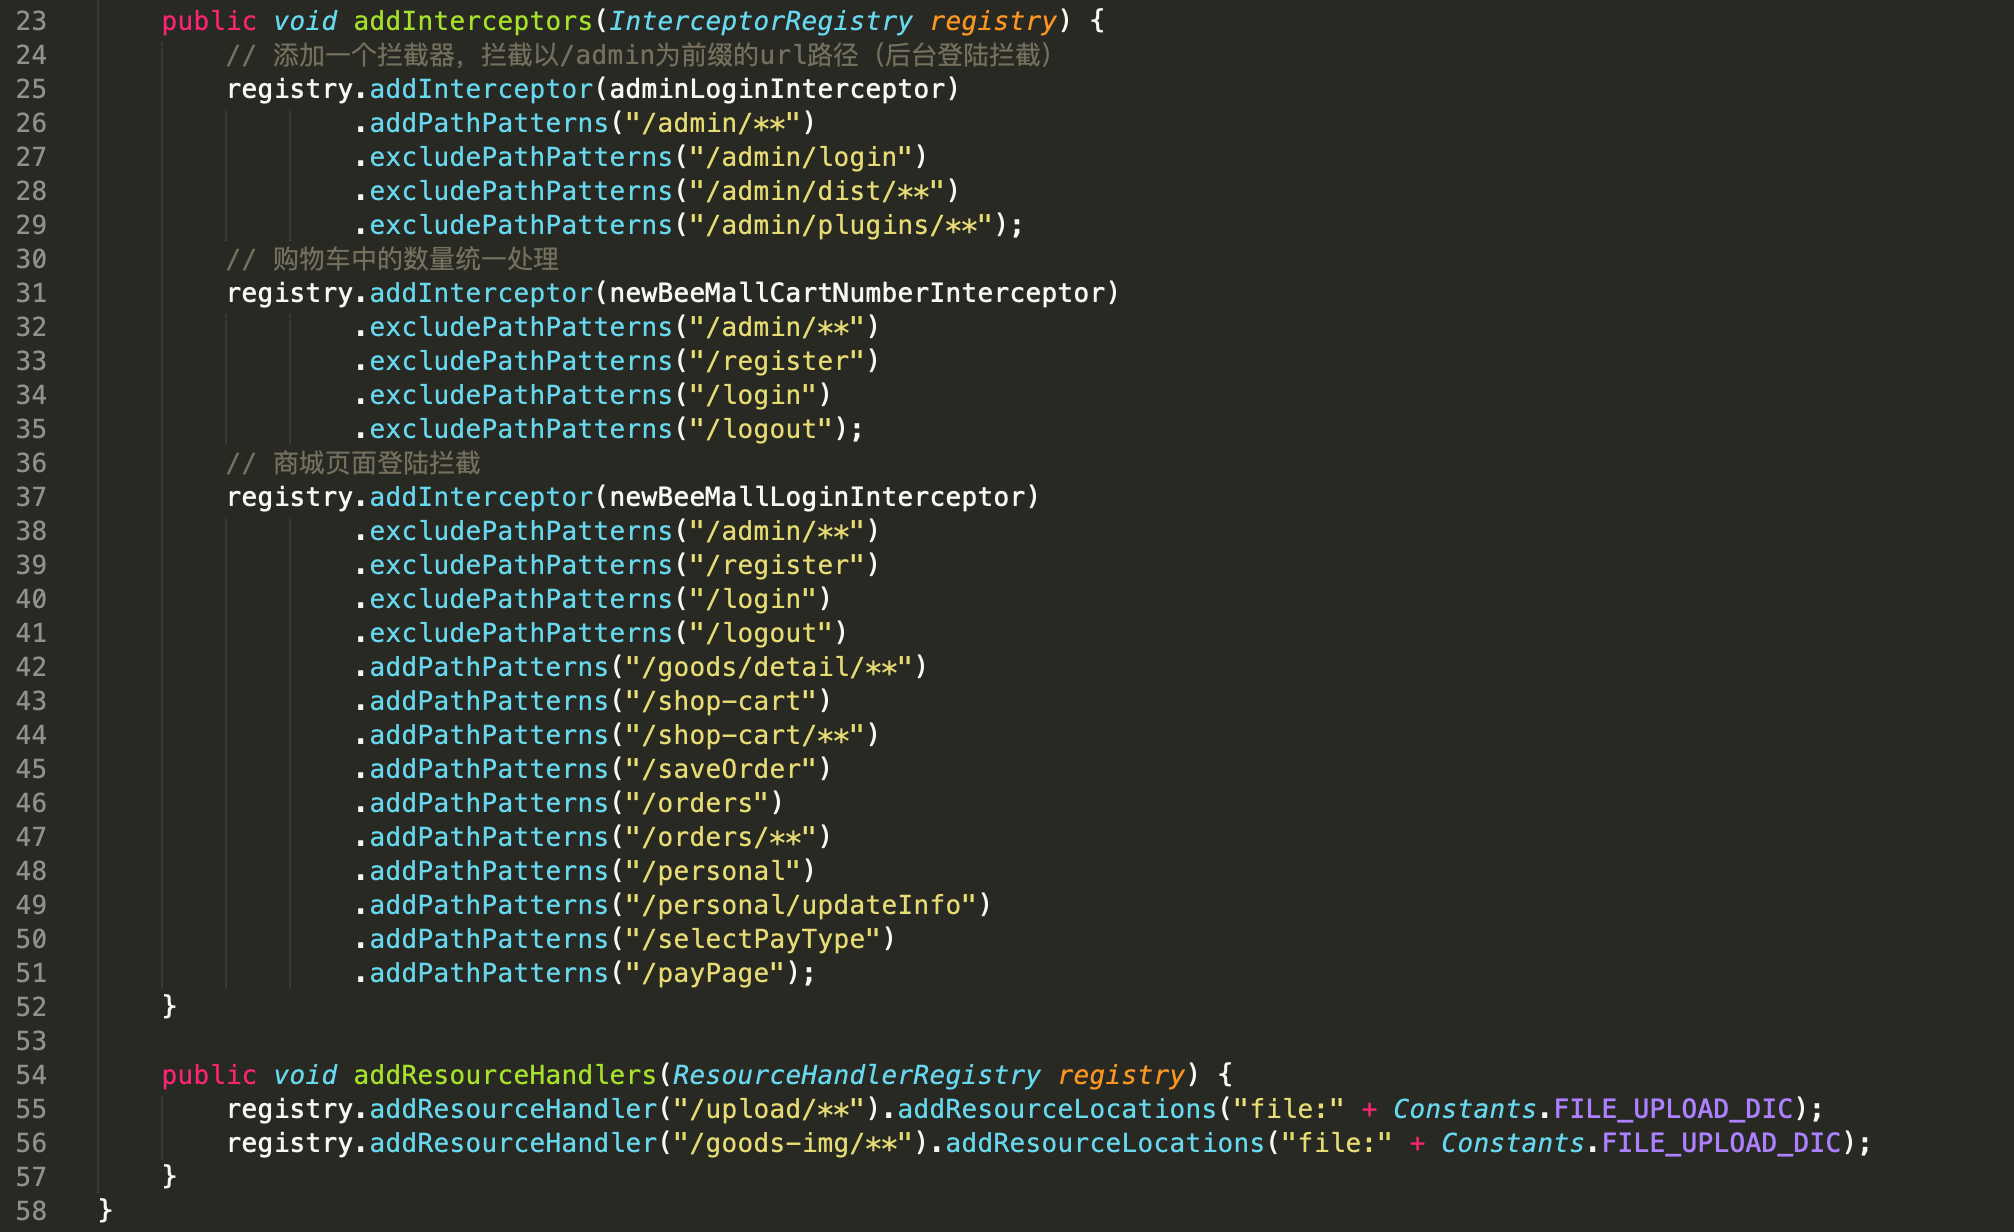 23 public void addInterceptors(InterceptorRegistry registry) {
24 // 添加一个拦截器，拦截以/admin为前缀的url路径（后台登陆拦截）
25 registry.addInterceptor(adminLoginInterceptor)
26 .addPathPatterns("/admin/**")
27 .excludePathPatterns("/admin/login")
28 .excludePathPatterns("/admin/dist/**")
29 .excludePathPatterns("/admin/plugins/**");
30 // 购物车中的数量统一处理
31 registry.addInterceptor(newBeeMallCartNumberInterceptor)
32 .excludePathPatterns("/admin/**")
33 .excludePathPatterns("/register")
34 .excludePathPatterns("/login")
35 .excludePathPatterns("/logout");
36 // 商城页面登陆拦截
37 registry.addInterceptor(newBeeMallLoginInterceptor)
38 .excludePathPatterns("/admin/**")
39 .excludePathPatterns("/register")
40 .excludePathPatterns("/login")
41 .excludePathPatterns("/logout")
42 .addPathPatterns("/goods/detail/**")
43 .addPathPatterns("/shop-cart")
44 .addPathPatterns("/shop-cart/**")
45 .addPathPatterns("/saveOrder")
46 .addPathPatterns("/orders")
47 .addPathPatterns("/orders/**")
48 .addPathPatterns("/personal")
49 .addPathPatterns("/personal/updateInfo")
50 .addPathPatterns("/selectPayType")
51 .addPathPatterns("/payPage");
52 }
53
54 public void addResourceHandlers(ResourceHandlerRegistry registry) {
55 registry.addResourceHandler("/upload/**").addResourceLocations("file:" + Constants.FILE_UPLOAD_DIC);
56 registry.addResourceHandler("/goods-img/**").addResourceLocations("file:" + Constants.FILE_UPLOAD_DIC);
57 }
58 }